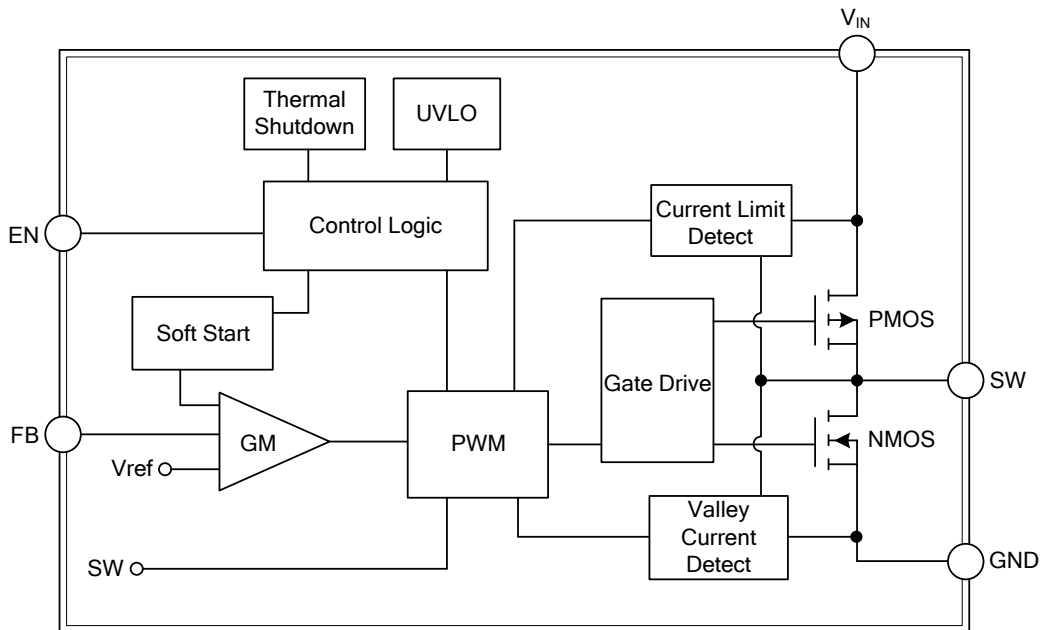 VIN
Thermal
Shutdown
UVLO
Control Logic
Current Limit
Detect
EN
Soft Start
PMOS
Gate Drive
SW
FB
GM
PWM
NMOS
Vref
Valley
Current
Detect
SW
GND